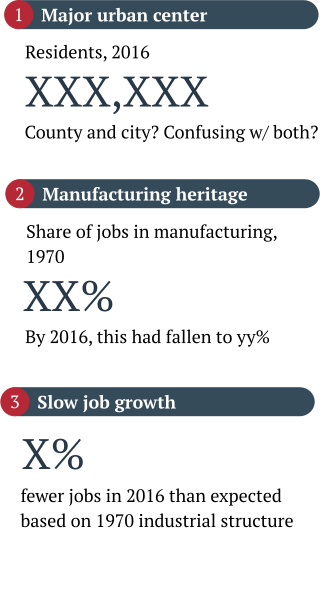 1 Major urban center
Residents, 2016
XXX,XXX
County and city? Confusing w/ both?
2 Manufacturing heritage
Share of jobs in manufacturing,
1970
XX%
By 2016, this had fallen to yy%
3 Slow job growth
X%
fewer jobs in 2016 than expected
based on 1970 industrial structure